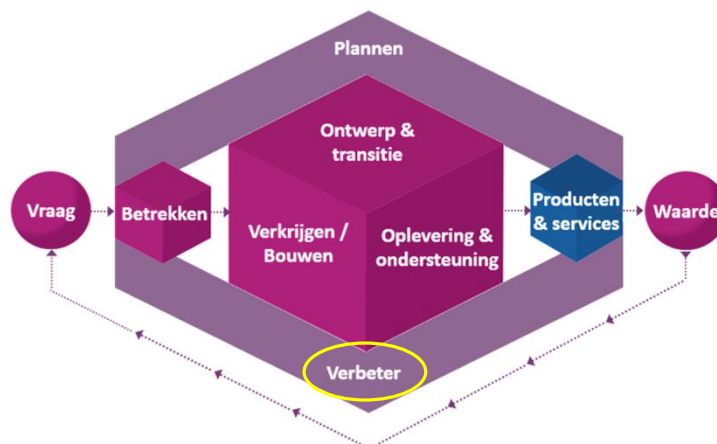 Plannen
Ontwerp &
transitie
Vraag
Betrekken
Verkrijgen /
Bouwen
Oplevering &
ondersteuning
Producten
& services
Waarde
Verbeter